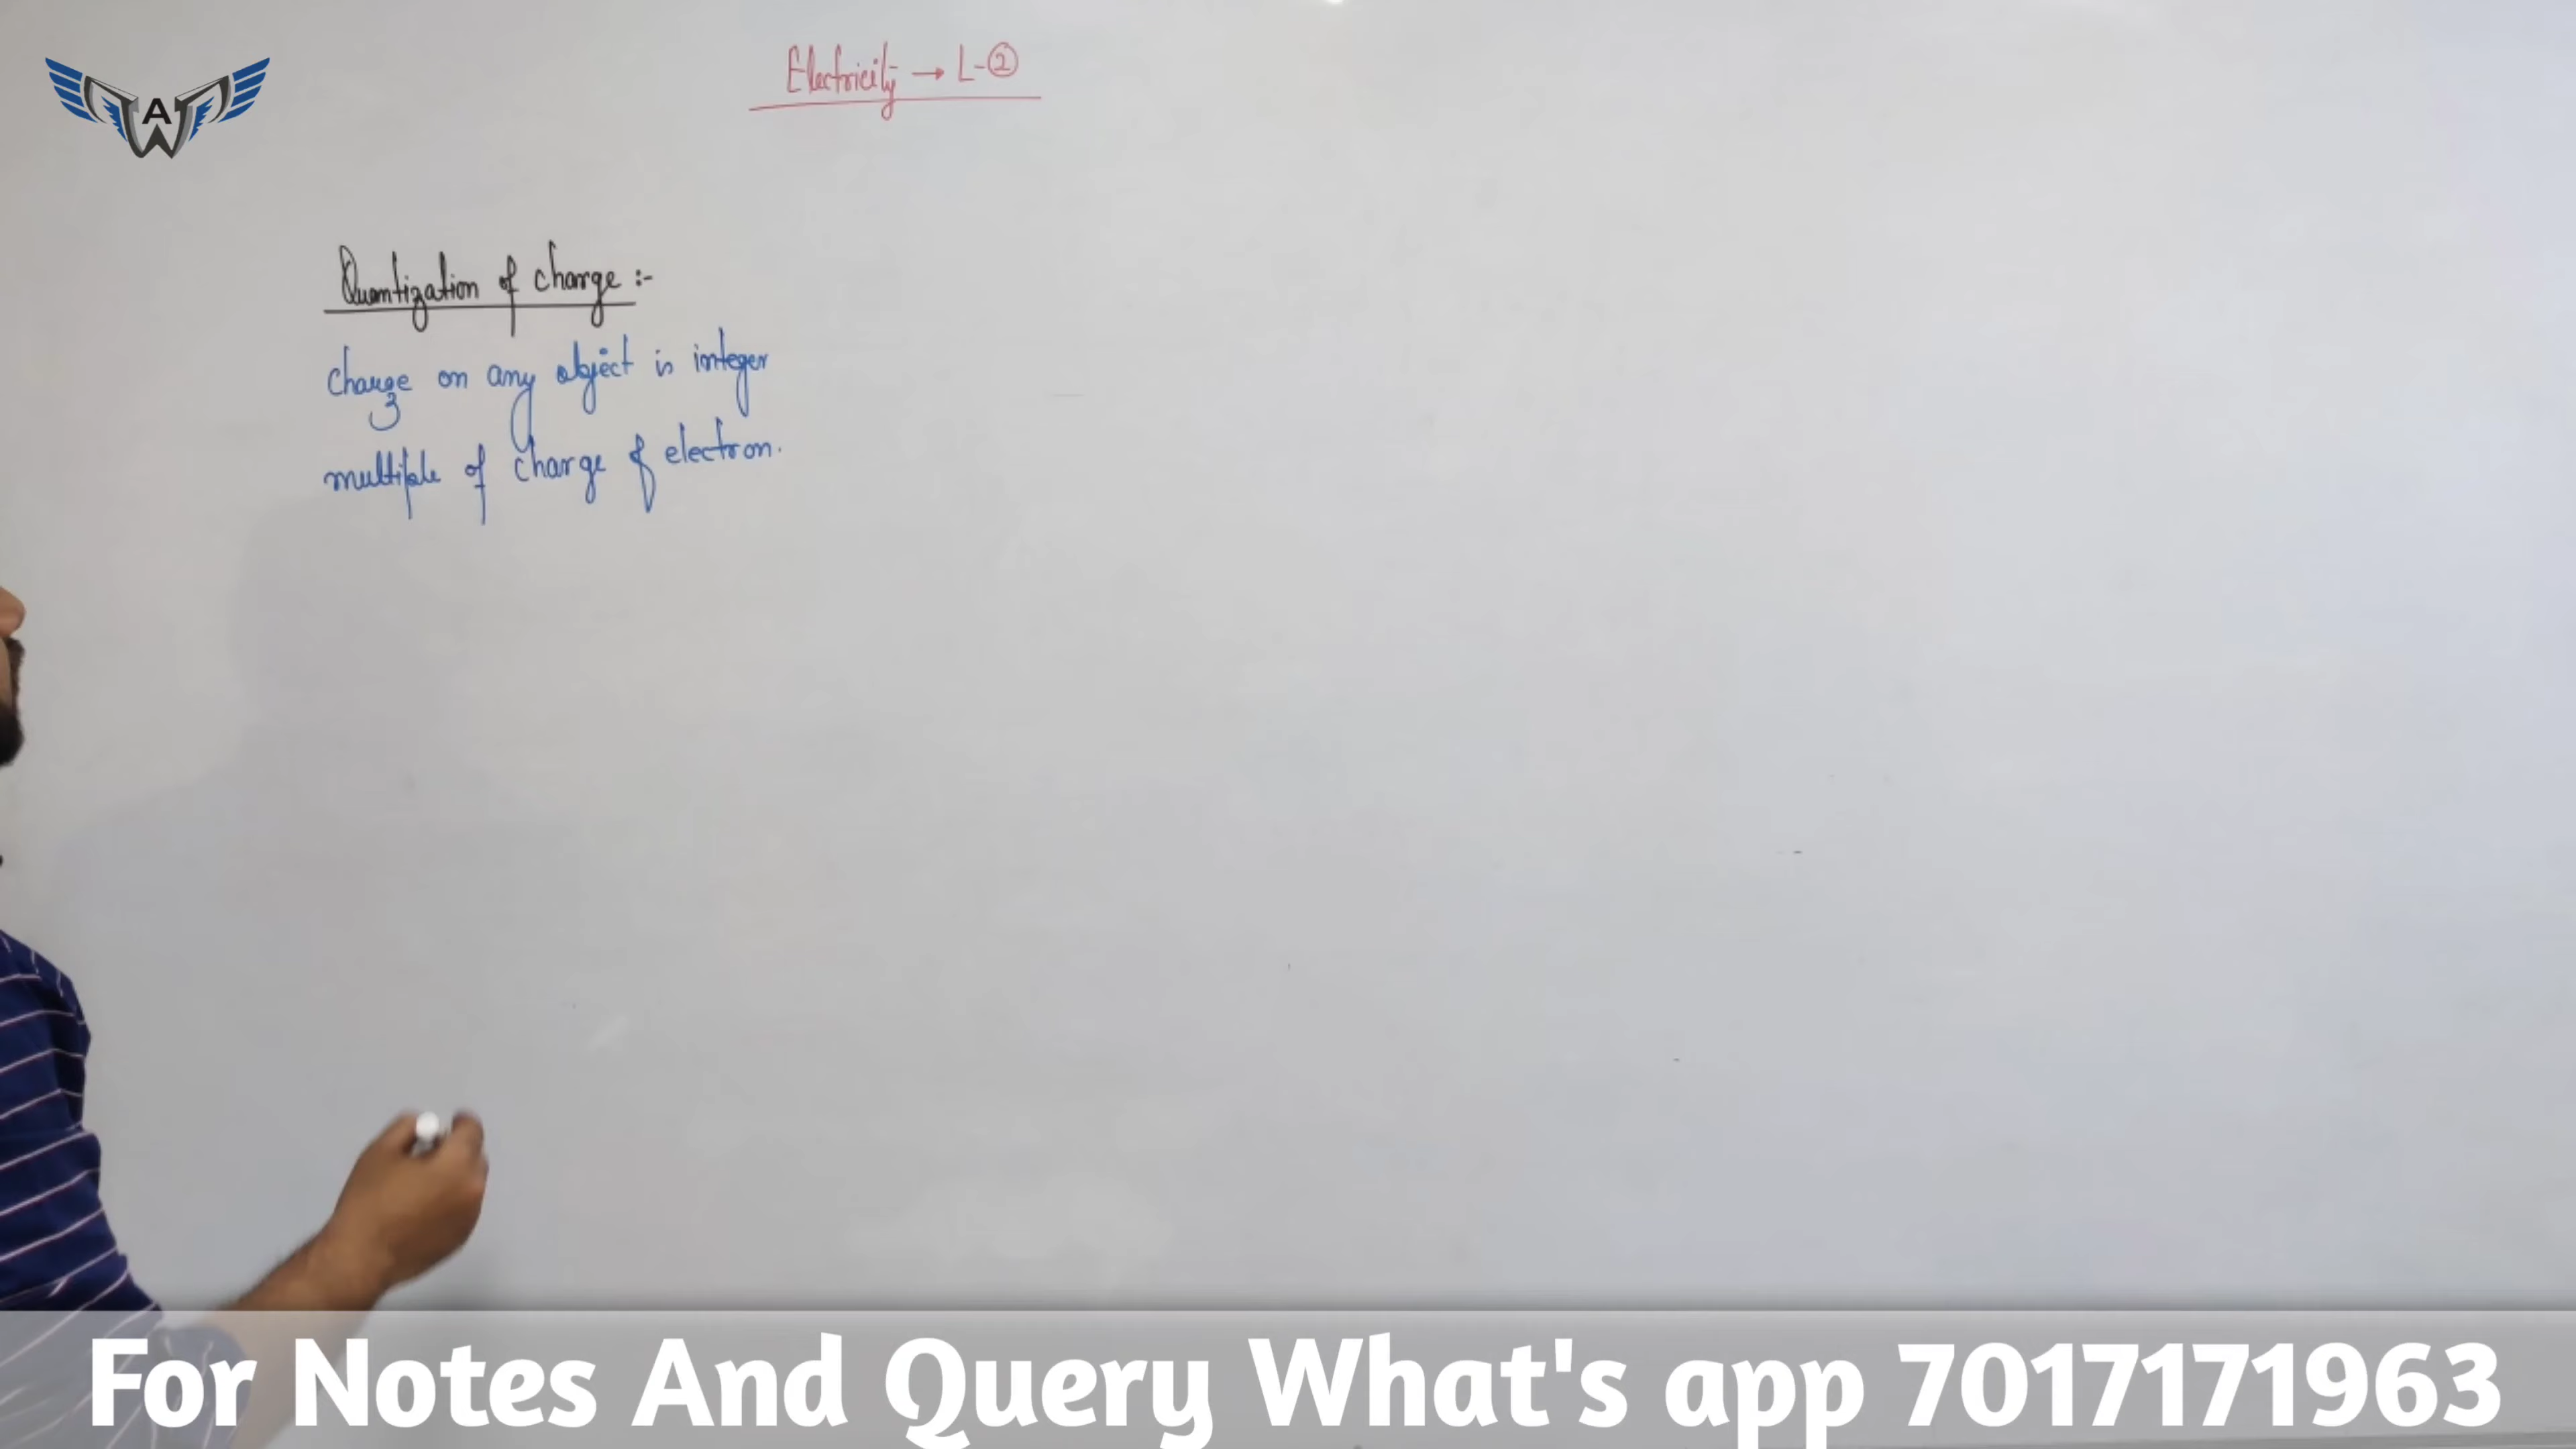 Electricity → L-②
AW
Quantization of charge :-
charge on any object is integer
multiple of charge of electron.
For Notes And Query What's app 7017171963